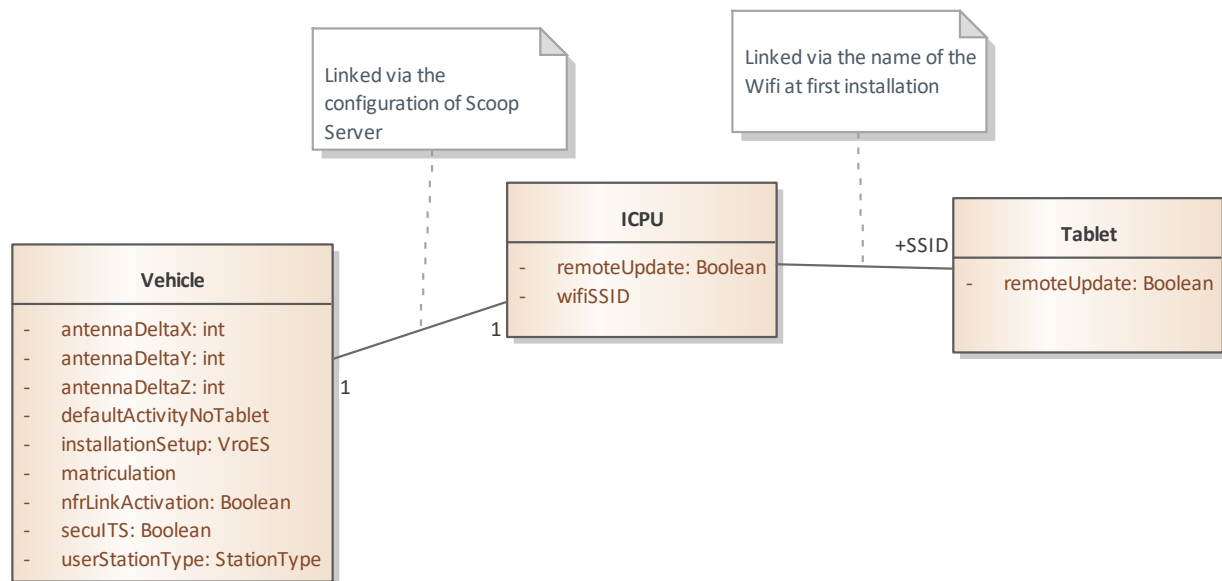 Linked via the
configuration of Scoop
Server
Linked via the name of the
Wifi at first installation
Vehicle
- antennaDeltaX: int
- antennaDeltaY: int
- antennaDeltaZ: int
- defaultActivityNoTablet
- installationSetup: VroES
- matriculation
- nfrLinkActivation: Boolean
- secuITS: Boolean
- userStationType: StationType
1
1
ICPU
- remoteUpdate: Boolean
- wifiSSID
+SSID
Tablet
- remoteUpdate: Boolean